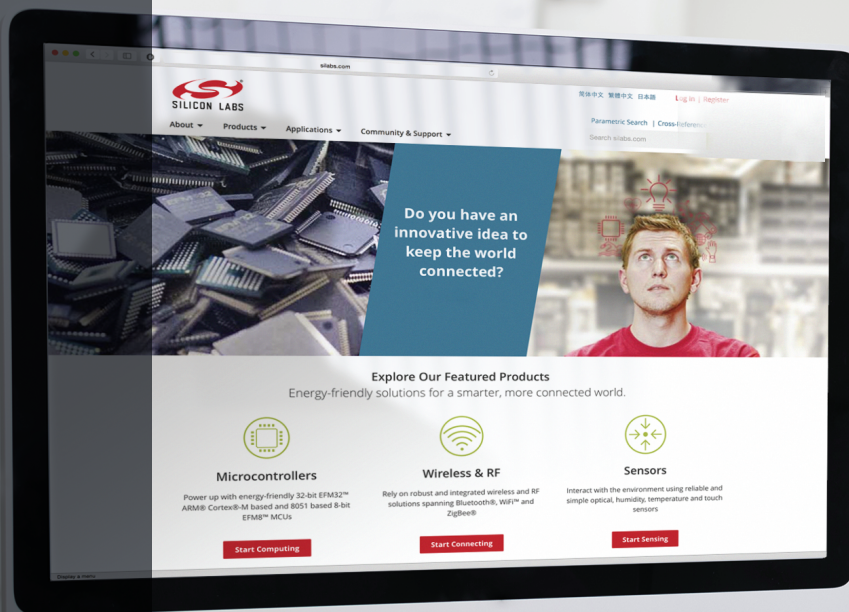 silabs.com
SILICON LABS
简体中文 繁體中文 日本語 Log In | Register
Parametric Search | Cross-Reference
Search silabs.com
About Products Applications Community & Support
Do you have an
innovative idea to
keep the world
connected?
Explore Our Featured Products
Energy-friendly solutions for a smarter, more connected world.
Microcontrollers
Power up with energy-friendly 32-bit EFM32™
ARM® Cortex®-M based and 8051 based 8-bit
EFM8™ MCUs
Start Computing
Wireless & RF
Rely on robust and integrated wireless and RF
solutions spanning Bluetooth®, WiFi™ and
ZigBee®
Start Connecting
Sensors
Interact with the environment using reliable and
simple optical, humidity, temperature and touch
sensors
Start Sensing
Display a menu